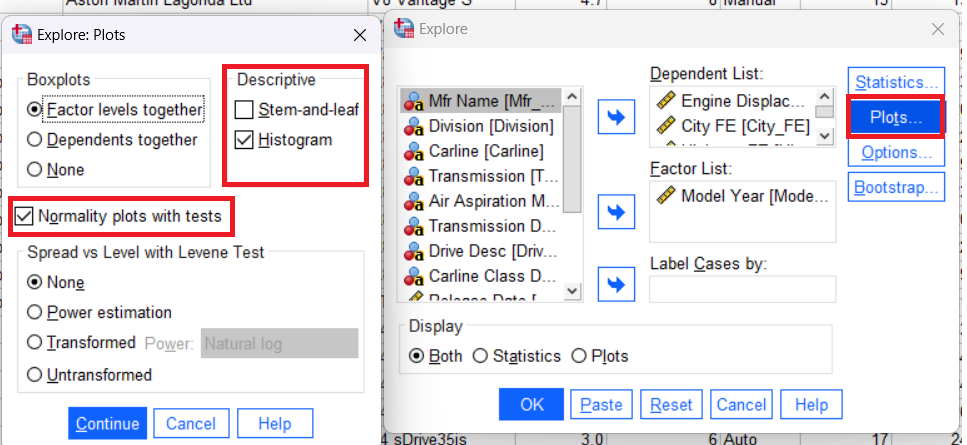 Aston Martin Lagonda Ltd V8 Vantage S 4.7 8 Manual 13
Explore: Plots
Boxplots
Factor levels together
Dependents together
None
Descriptive
Stem-and-leaf
Histogram
Normality plots with tests
Spread vs Level with Levene Test
None
Power estimation
Transformed Power: Natural log
Untransformed
Continue Cancel Help
Explore
Mfr Name [Mfr_...
Division [Division]
Carline [Carline]
Transmission [T...
Air Aspiration M...
Transmission D...
Drive Desc [Driv...
Carline Class D...
Release Date [
Dependent List:
Engine Displac...
City FE [City_FE]
Factor List:
Model Year [Mode...
Label Cases by:
Statistics...
Plots...
Options...
Bootstrap...
Display
Both Statistics Plots
OK Paste Reset Cancel Help
4 sDrive35is 3.0 6 Auto 17